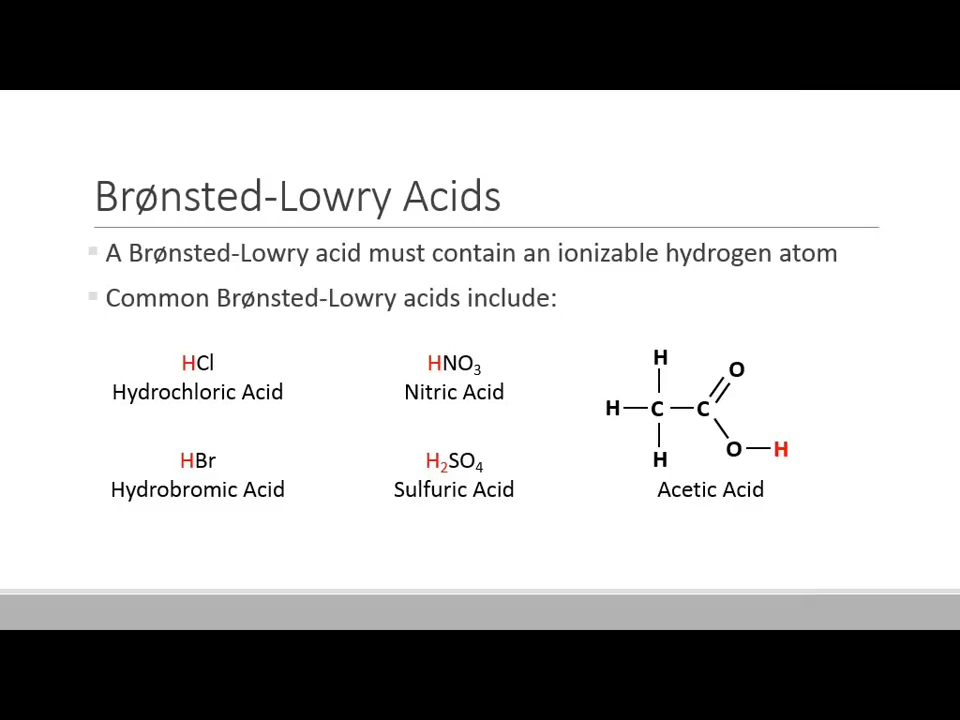 Brønsted-Lowry Acids
A Brønsted-Lowry acid must contain an ionizable hydrogen atom
Common Brønsted-Lowry acids include:
HCl
Hydrochloric Acid
HNO₃
Nitric Acid
HBr
Hydrobromic Acid
H₂SO₄
Sulfuric Acid
H
O
H C C
H O H
Acetic Acid